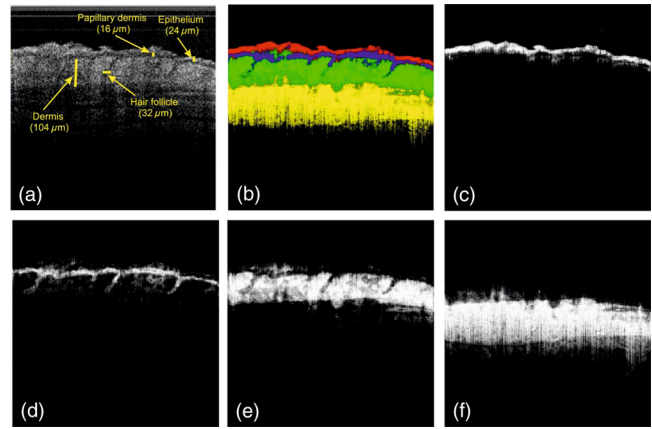 Papillary dermis
(16 µm)
Epithelium
(24 µm)
Hair follicle
(32 µm)
Dermis
(104 µm)
(a)
(b)
(c)
(d)
(e)
(f)